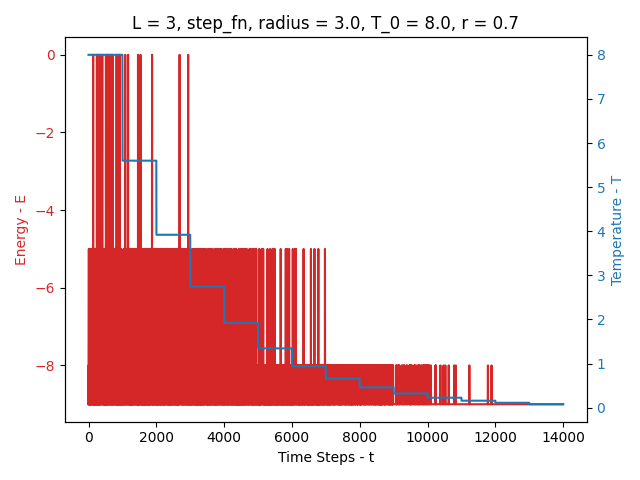 L = 3, step_fn, radius = 3.0, T_0 = 8.0, r = 0.7
Energy - E
0
−2
−4
−6
−8
8
7
6
5
4
3
2
1
0
Temperature - T
0 2000 4000 6000 8000 10000 12000 14000
Time Steps - t